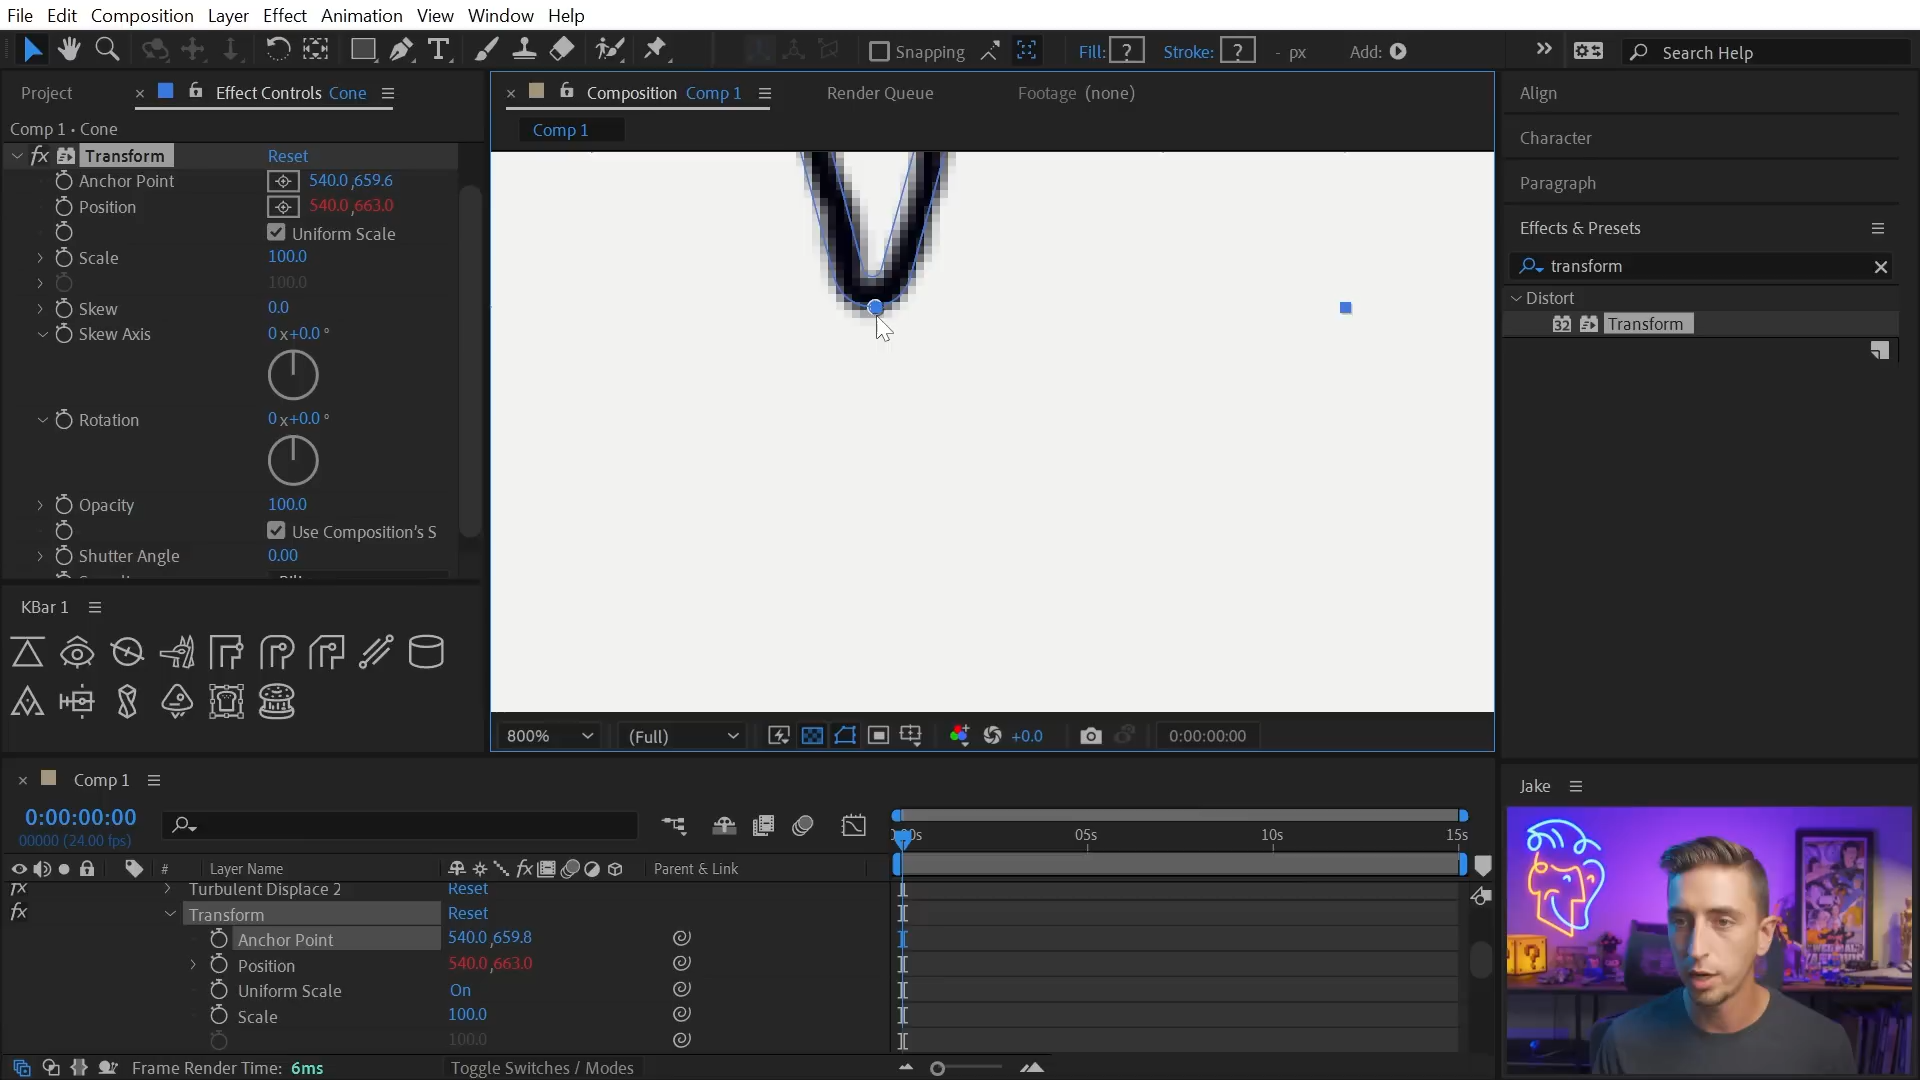 File Edit Composition Layer Effect Animation View Window Help
Snapping Fill: ? Stroke: ? - px Add: Search Help
Project Effect Controls Cone
Comp 1 • Cone
fx Transform Reset
Anchor Point 540.0,659.6
Position 540.0,663.0
Uniform Scale
Scale 100.0
100.0
Skew 0.0
Skew Axis 0 x+0.0 °
Rotation 0 x+0.0 °
Opacity 100.0
Use Composition's S
Shutter Angle 0.00
KBar 1
Composition Comp 1 Render Queue Footage (none)
Comp 1
800% (Full) +0.0 0:00:00:00
Align
Character
Paragraph
Effects & Presets
transform
Distort
32 Transform
Jake
Comp 1
0:00:00:00
00000 (24.00 fps)
05s 10s 15s
# Layer Name fx Parent & Link
fx Turbulent Displace 2 Reset
fx Transform Reset
Anchor Point 540.0,659.8
Position 540.0,663.0
Uniform Scale On
Scale 100.0
100.0
Frame Render Time: 6ms Toggle Switches / Modes